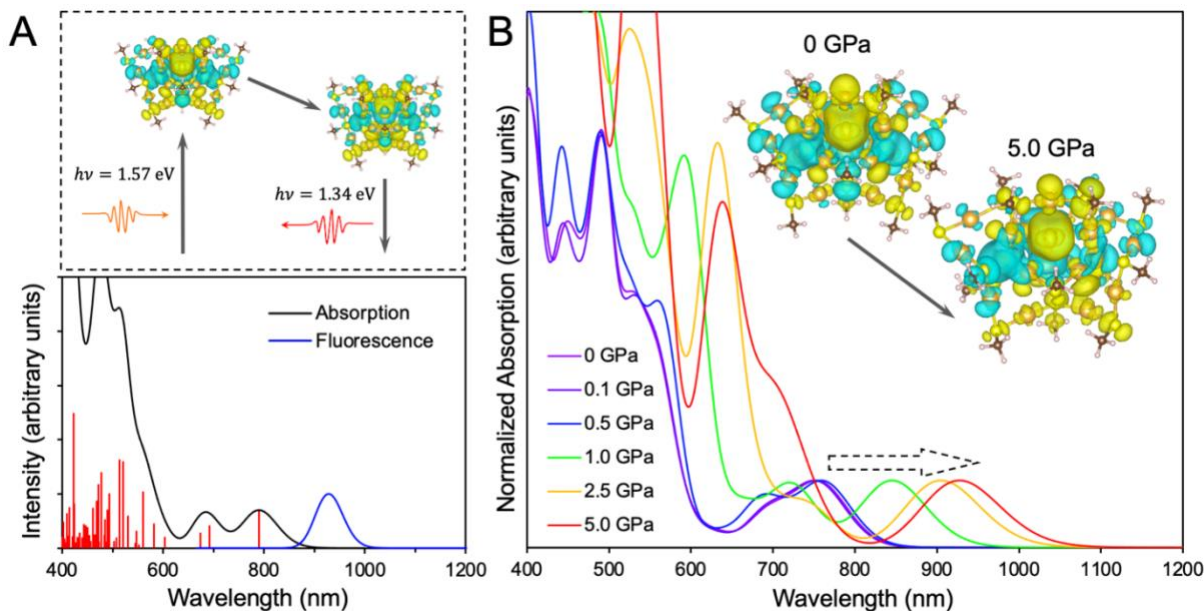 A
hν = 1.57 eV
hν = 1.34 eV
Intensity (arbitrary units)
Absorption
Fluorescence
400 600 800 1000 1200
Wavelength (nm)
B
Normalized Absorption (arbitrary units)
0 GPa
5.0 GPa
0 GPa
0.1 GPa
0.5 GPa
1.0 GPa
2.5 GPa
5.0 GPa
400 500 600 700 800 900 1000 1100 1200
Wavelength (nm)